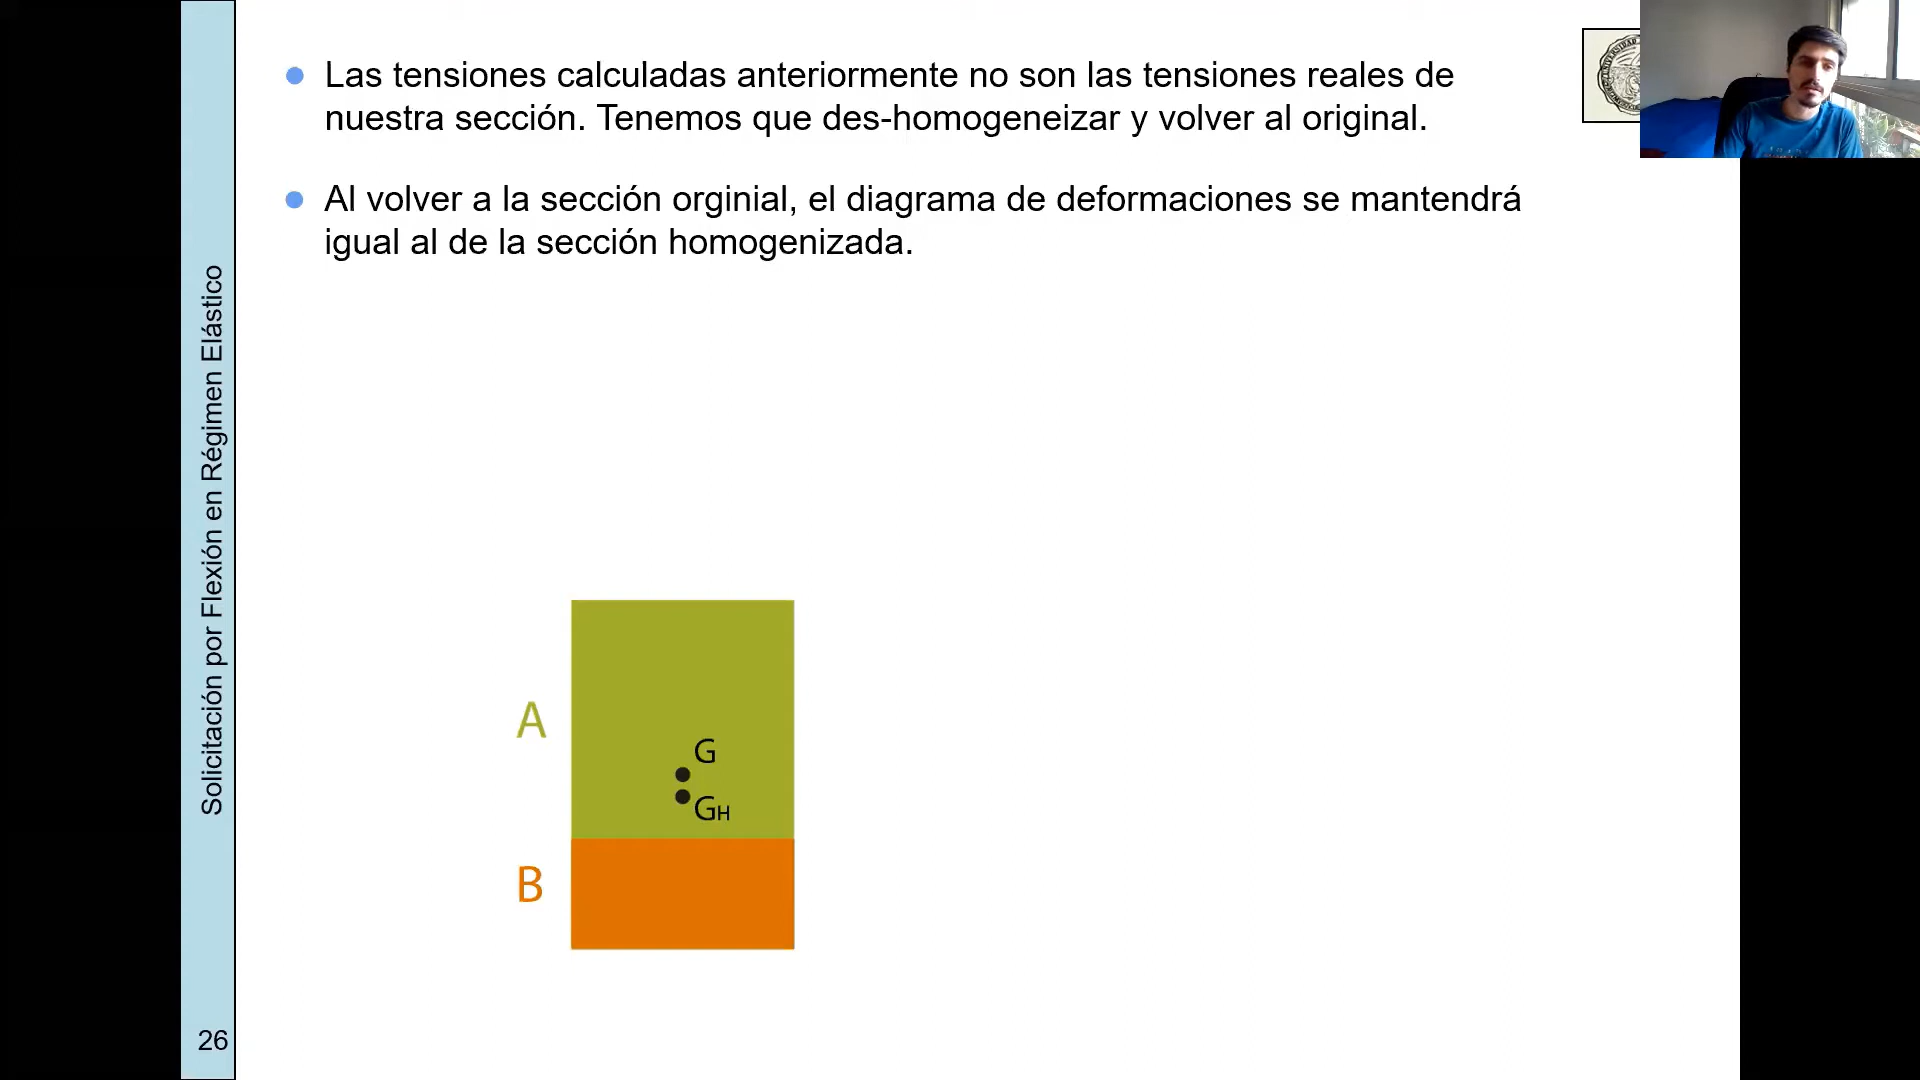 Las tensiones calculadas anteriormente no son las tensiones reales de
nuestra sección. Tenemos que des-homogeneizar y volver al original.
Al volver a la sección orginial, el diagrama de deformaciones se mantendrá
igual al de la sección homogenizada.
Solicitación por Flexión en Régimen Elástico
A
G
GH
B
26